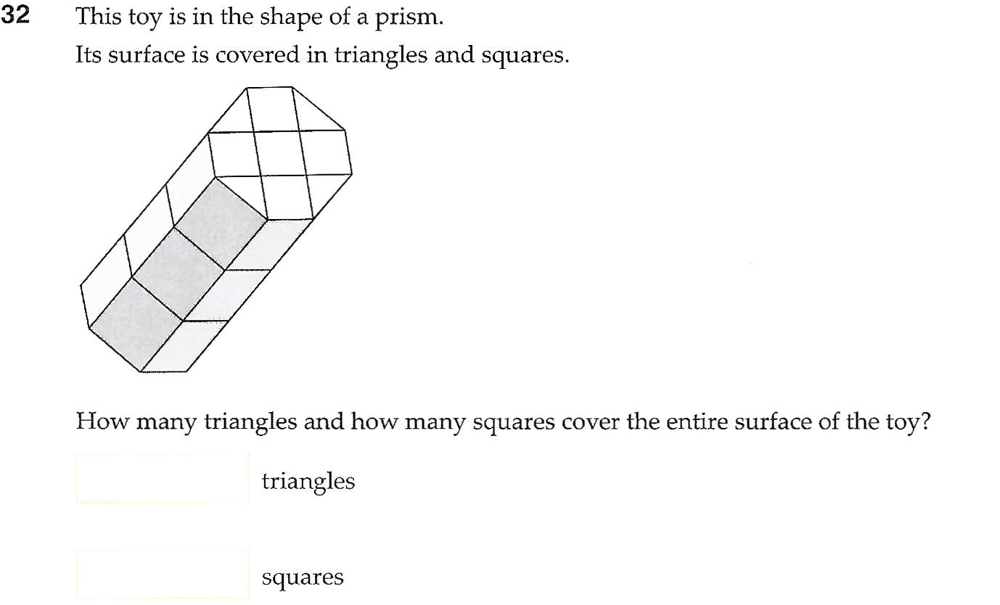 32 This toy is in the shape of a prism.
Its surface is covered in triangles and squares.
How many triangles and how many squares cover the entire surface of the toy?
triangles
squares